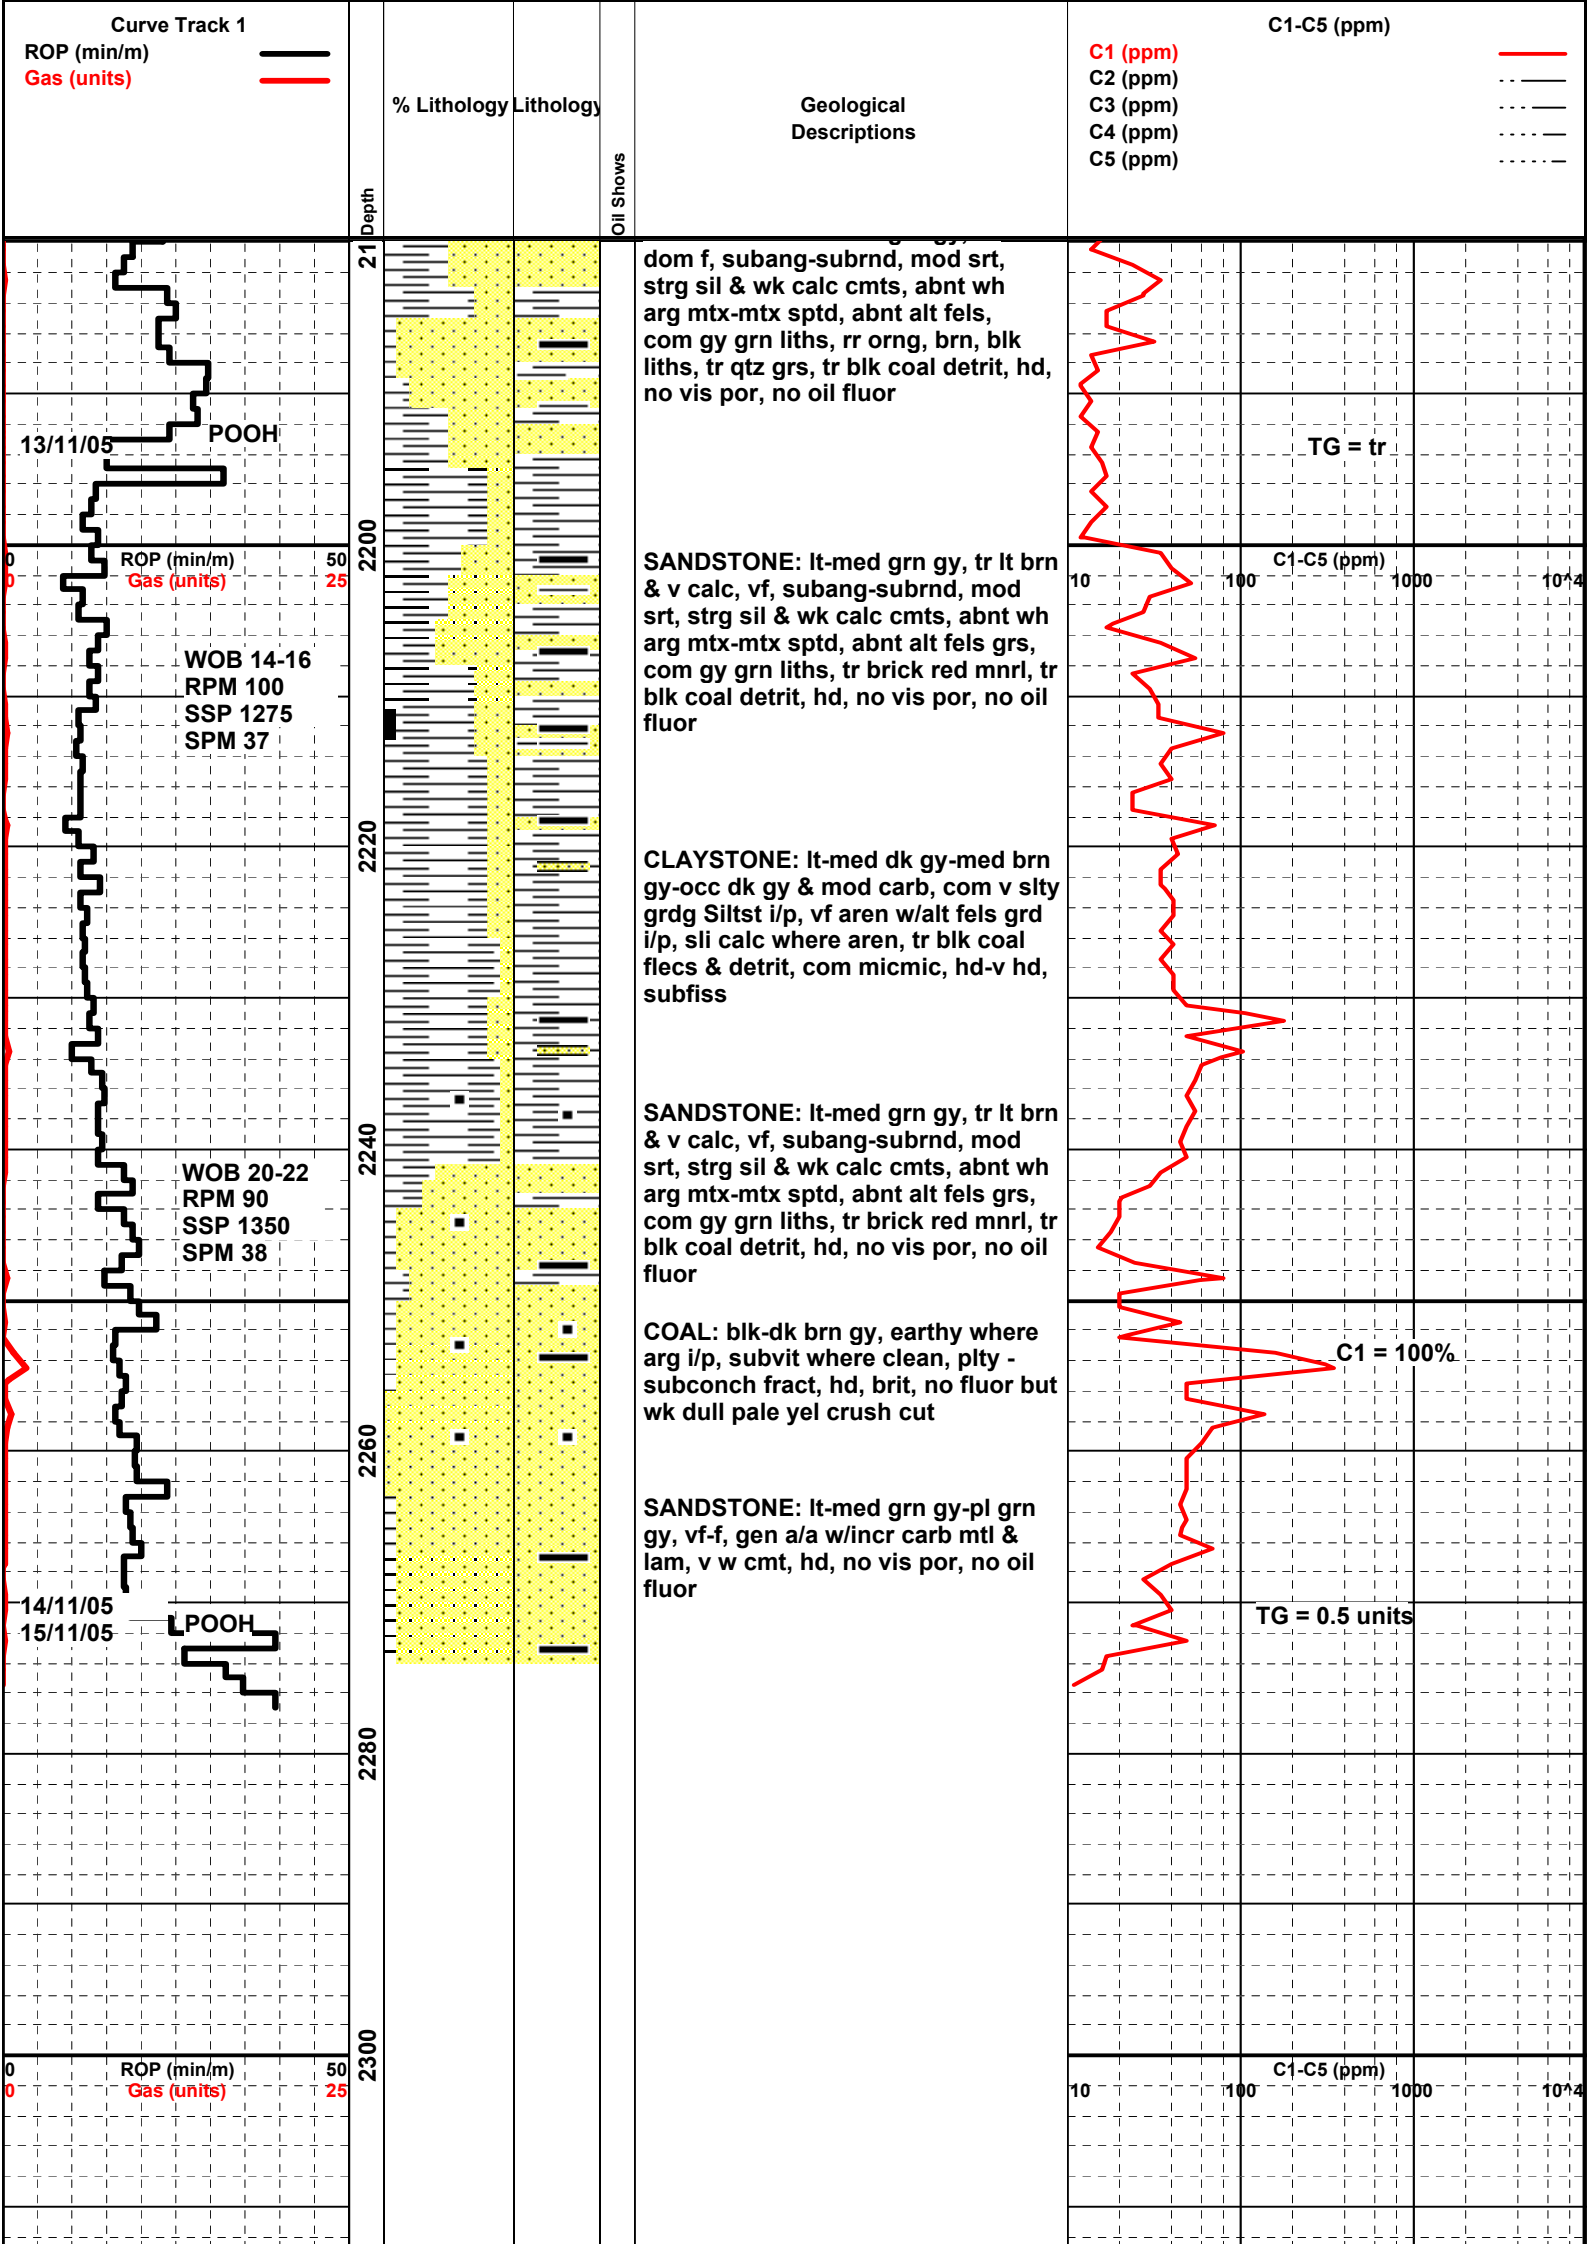 Curve Track 1
ROP (min/m)
Gas (units)
Depth
% Lithology
Lithology
Oil Shows
Geological
Descriptions
C1-C5 (ppm)
C1 (ppm)
C2 (ppm)
C3 (ppm)
C4 (ppm)
C5 (ppm)
21
dom f, subang-subrnd, mod srt,
strg sil & wk calc cmts, abnt wh
arg mtx-mtx sptd, abnt alt fels,
com gy grn liths, rr orng, brn, blk
liths, tr qtz grs, tr blk coal detrit, hd,
no vis por, no oil fluor
13/11/05
POOH
TG = tr
2200
0 ROP (min/m) 50
0 Gas (units) 25
C1-C5 (ppm)
10 100 1000 10^4
SANDSTONE: lt-med grn gy, tr lt brn
& v calc, vf, subang-subrnd, mod
srt, strg sil & wk calc cmts, abnt wh
arg mtx-mtx sptd, abnt alt fels grs,
com gy grn liths, tr brick red mnrl, tr
blk coal detrit, hd, no vis por, no oil
fluor
WOB 14-16
RPM 100
SSP 1275
SPM 37
2220
CLAYSTONE: lt-med dk gy-med brn
gy-occ dk gy & mod carb, com v slty
grdg Siltst i/p, vf aren w/alt fels grd
i/p, sli calc where aren, tr blk coal
flecs & detrit, com micmic, hd-v hd,
subfiss
2240
SANDSTONE: lt-med grn gy, tr lt brn
& v calc, vf, subang-subrnd, mod
srt, strg sil & wk calc cmts, abnt wh
arg mtx-mtx sptd, abnt alt fels grs,
com gy grn liths, tr brick red mnrl, tr
blk coal detrit, hd, no vis por, no oil
fluor
WOB 20-22
RPM 90
SSP 1350
SPM 38
COAL: blk-dk brn gy, earthy where
arg i/p, subvit where clean, plty -
subconch fract, hd, brit, no fluor but
wk dull pale yel crush cut
C1 = 100%
2260
SANDSTONE: lt-med grn gy-pl grn
gy, vf-f, gen a/a w/incr carb mtl &
lam, v w cmt, hd, no vis por, no oil
fluor
14/11/05
15/11/05
POOH
TG = 0.5 units
2280
2300
0 ROP (min/m) 50
0 Gas (units) 25
C1-C5 (ppm)
10 100 1000 10^4